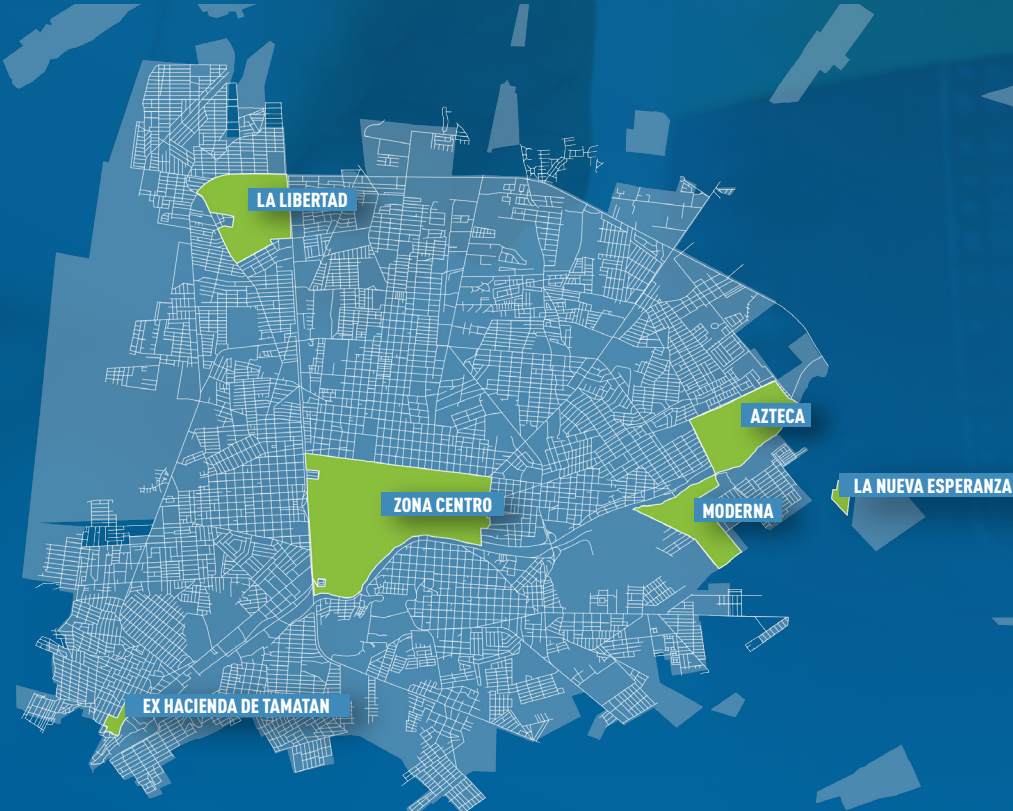 LA LIBERTAD
AZTECA
LA NUEVA ESPERANZA
ZONA CENTRO
MODERNA
EX HACIENDA DE TAMATAN